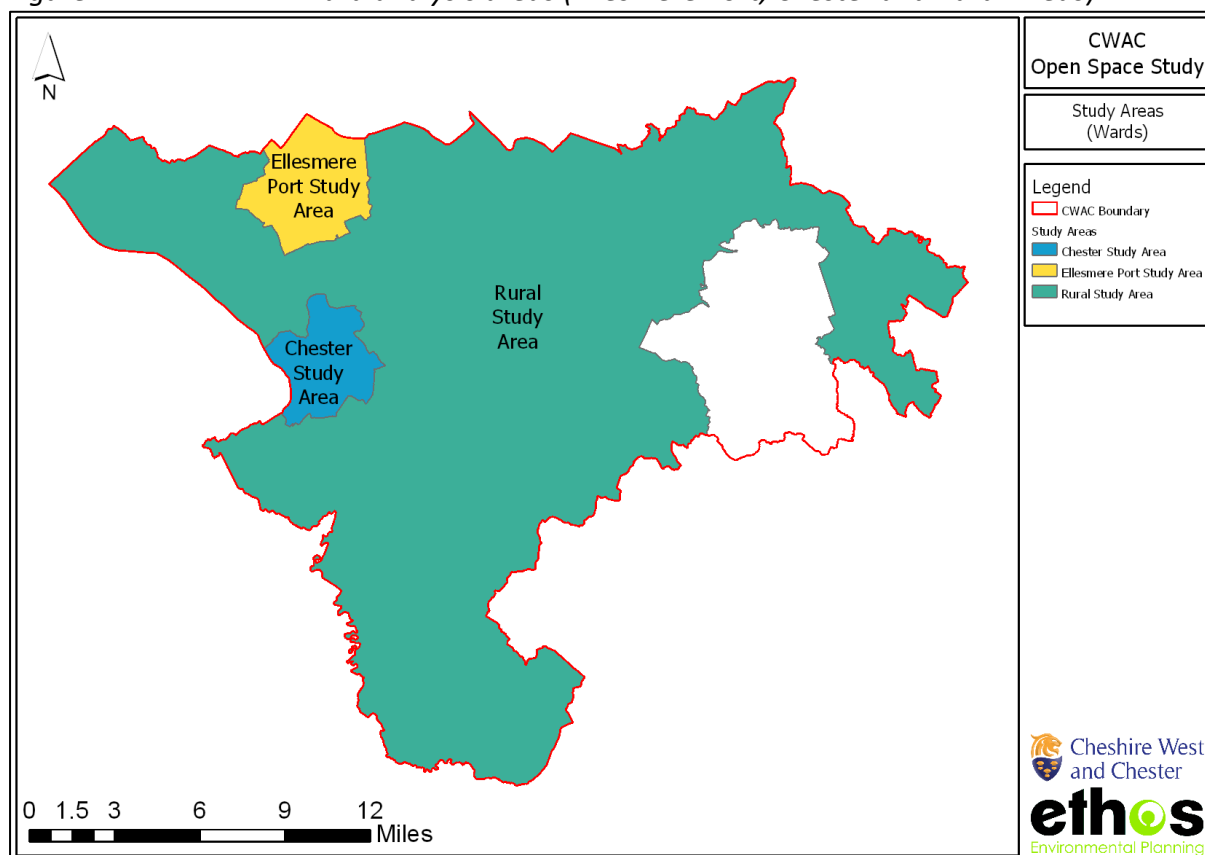 CWAC
Open Space Study
Study Areas
(Wards)
Legend
CWAC Boundary
Study Areas
Chester Study Area
Ellesmere Port Study Area
Rural Study Area
N
Ellesmere
Port Study
Area
Rural
Study
Area
Chester
Study
Area
0 1.5 3 6 9 12
Miles
Cheshire West
and Chester
ethos
Environmental Planning